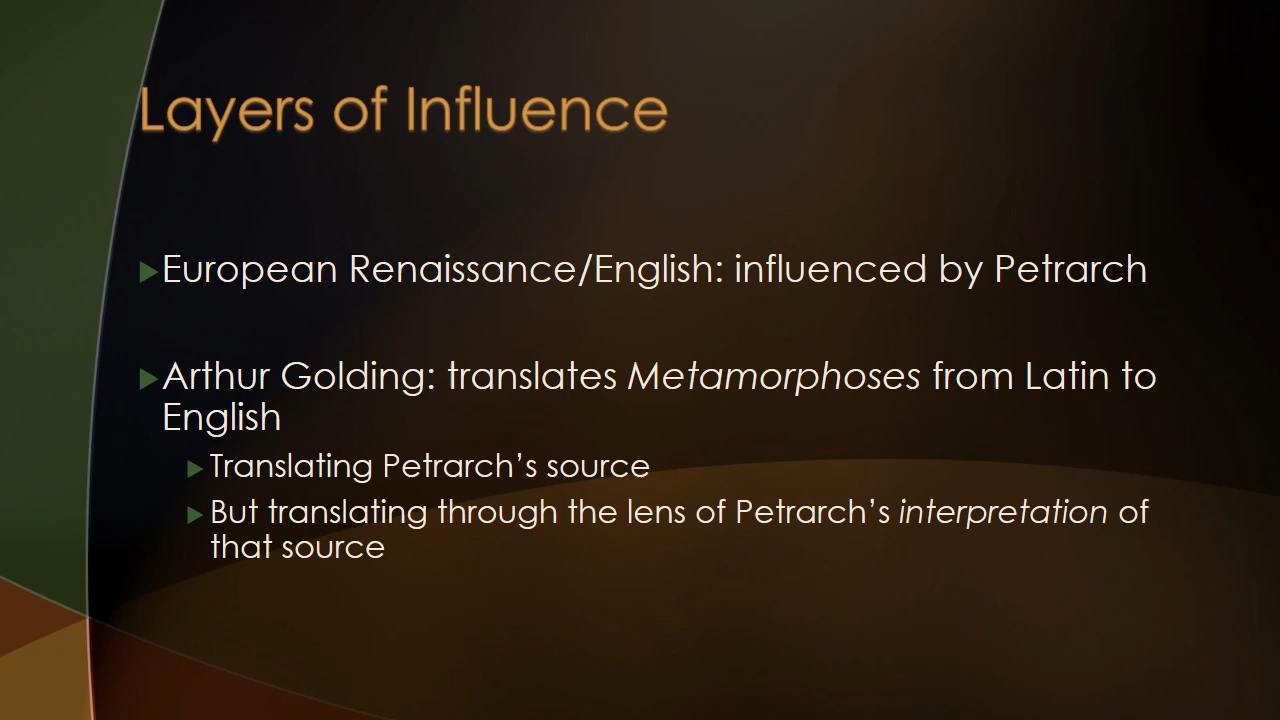 Layers of Influence
European Renaissance/English: influenced by Petrarch
Arthur Golding: translates Metamorphoses from Latin to
English
Translating Petrarch’s source
But translating through the lens of Petrarch’s interpretation of
that source